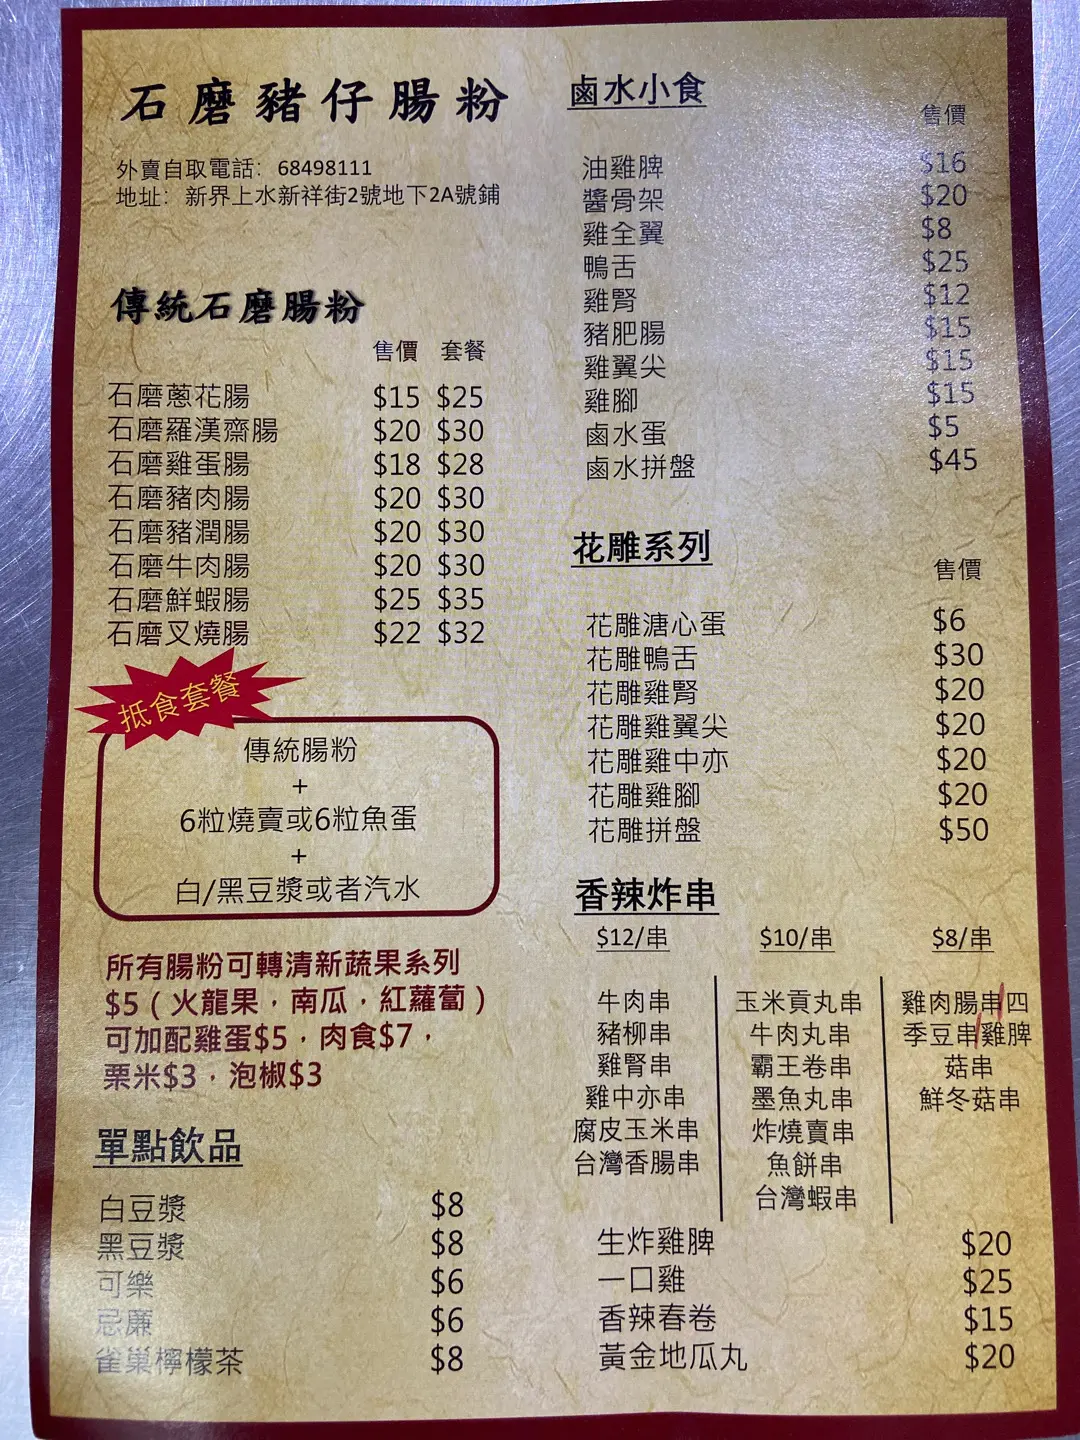 石磨豬仔腸粉
外賣自取電話：68498111
地址：新界上水新祥街2號地下2A號鋪
傳統石磨腸粉
售價 套餐
石磨蔥花腸 $15 $25
石磨羅漢齋腸 $20 $30
石磨雞蛋腸 $18 $28
石磨豬肉腸 $20 $30
石磨豬潤腸 $20 $30
石磨牛肉腸 $20 $30
石磨鮮蝦腸 $25 $35
石磨叉燒腸 $22 $32
抵食套餐
傳統腸粉
+
6粒燒賣或6粒魚蛋
+
白/黑豆漿或者汽水
所有腸粉可轉清新蔬果系列
$5（火龍果，南瓜，紅蘿蔔）
可加配雞蛋$5，肉食$7，
粟米$3，泡椒$3
單點飲品
白豆漿 $8
黑豆漿 $8
可樂 $6
忌廉 $6
雀巢檸檬茶 $8
鹵水小食
售價
油雞脾 $16
醬骨架 $20
雞全翼 $8
鴨舌 $25
雞腎 $12
豬肥腸 $15
雞翼尖 $15
雞腳 $15
鹵水蛋 $5
鹵水拼盤 $45
花雕系列
售價
花雕溏心蛋 $6
花雕鴨舌 $30
花雕雞腎 $20
花雕雞翼尖 $20
花雕雞中亦 $20
花雕雞腳 $20
花雕拼盤 $50
香辣炸串
$12/串 $10/串 $8/串
牛肉串 玉米貢丸串 雞肉腸串四
豬柳串 牛肉丸串 季豆串雞脾
雞腎串 霸王卷串 菇串
雞中亦串 墨魚丸串 鮮冬菇串
腐皮玉米串 炸燒賣串
台灣香腸串 魚餅串
台灣蝦串
生炸雞脾 $20
一口雞 $25
香辣春卷 $15
黃金地瓜丸 $20